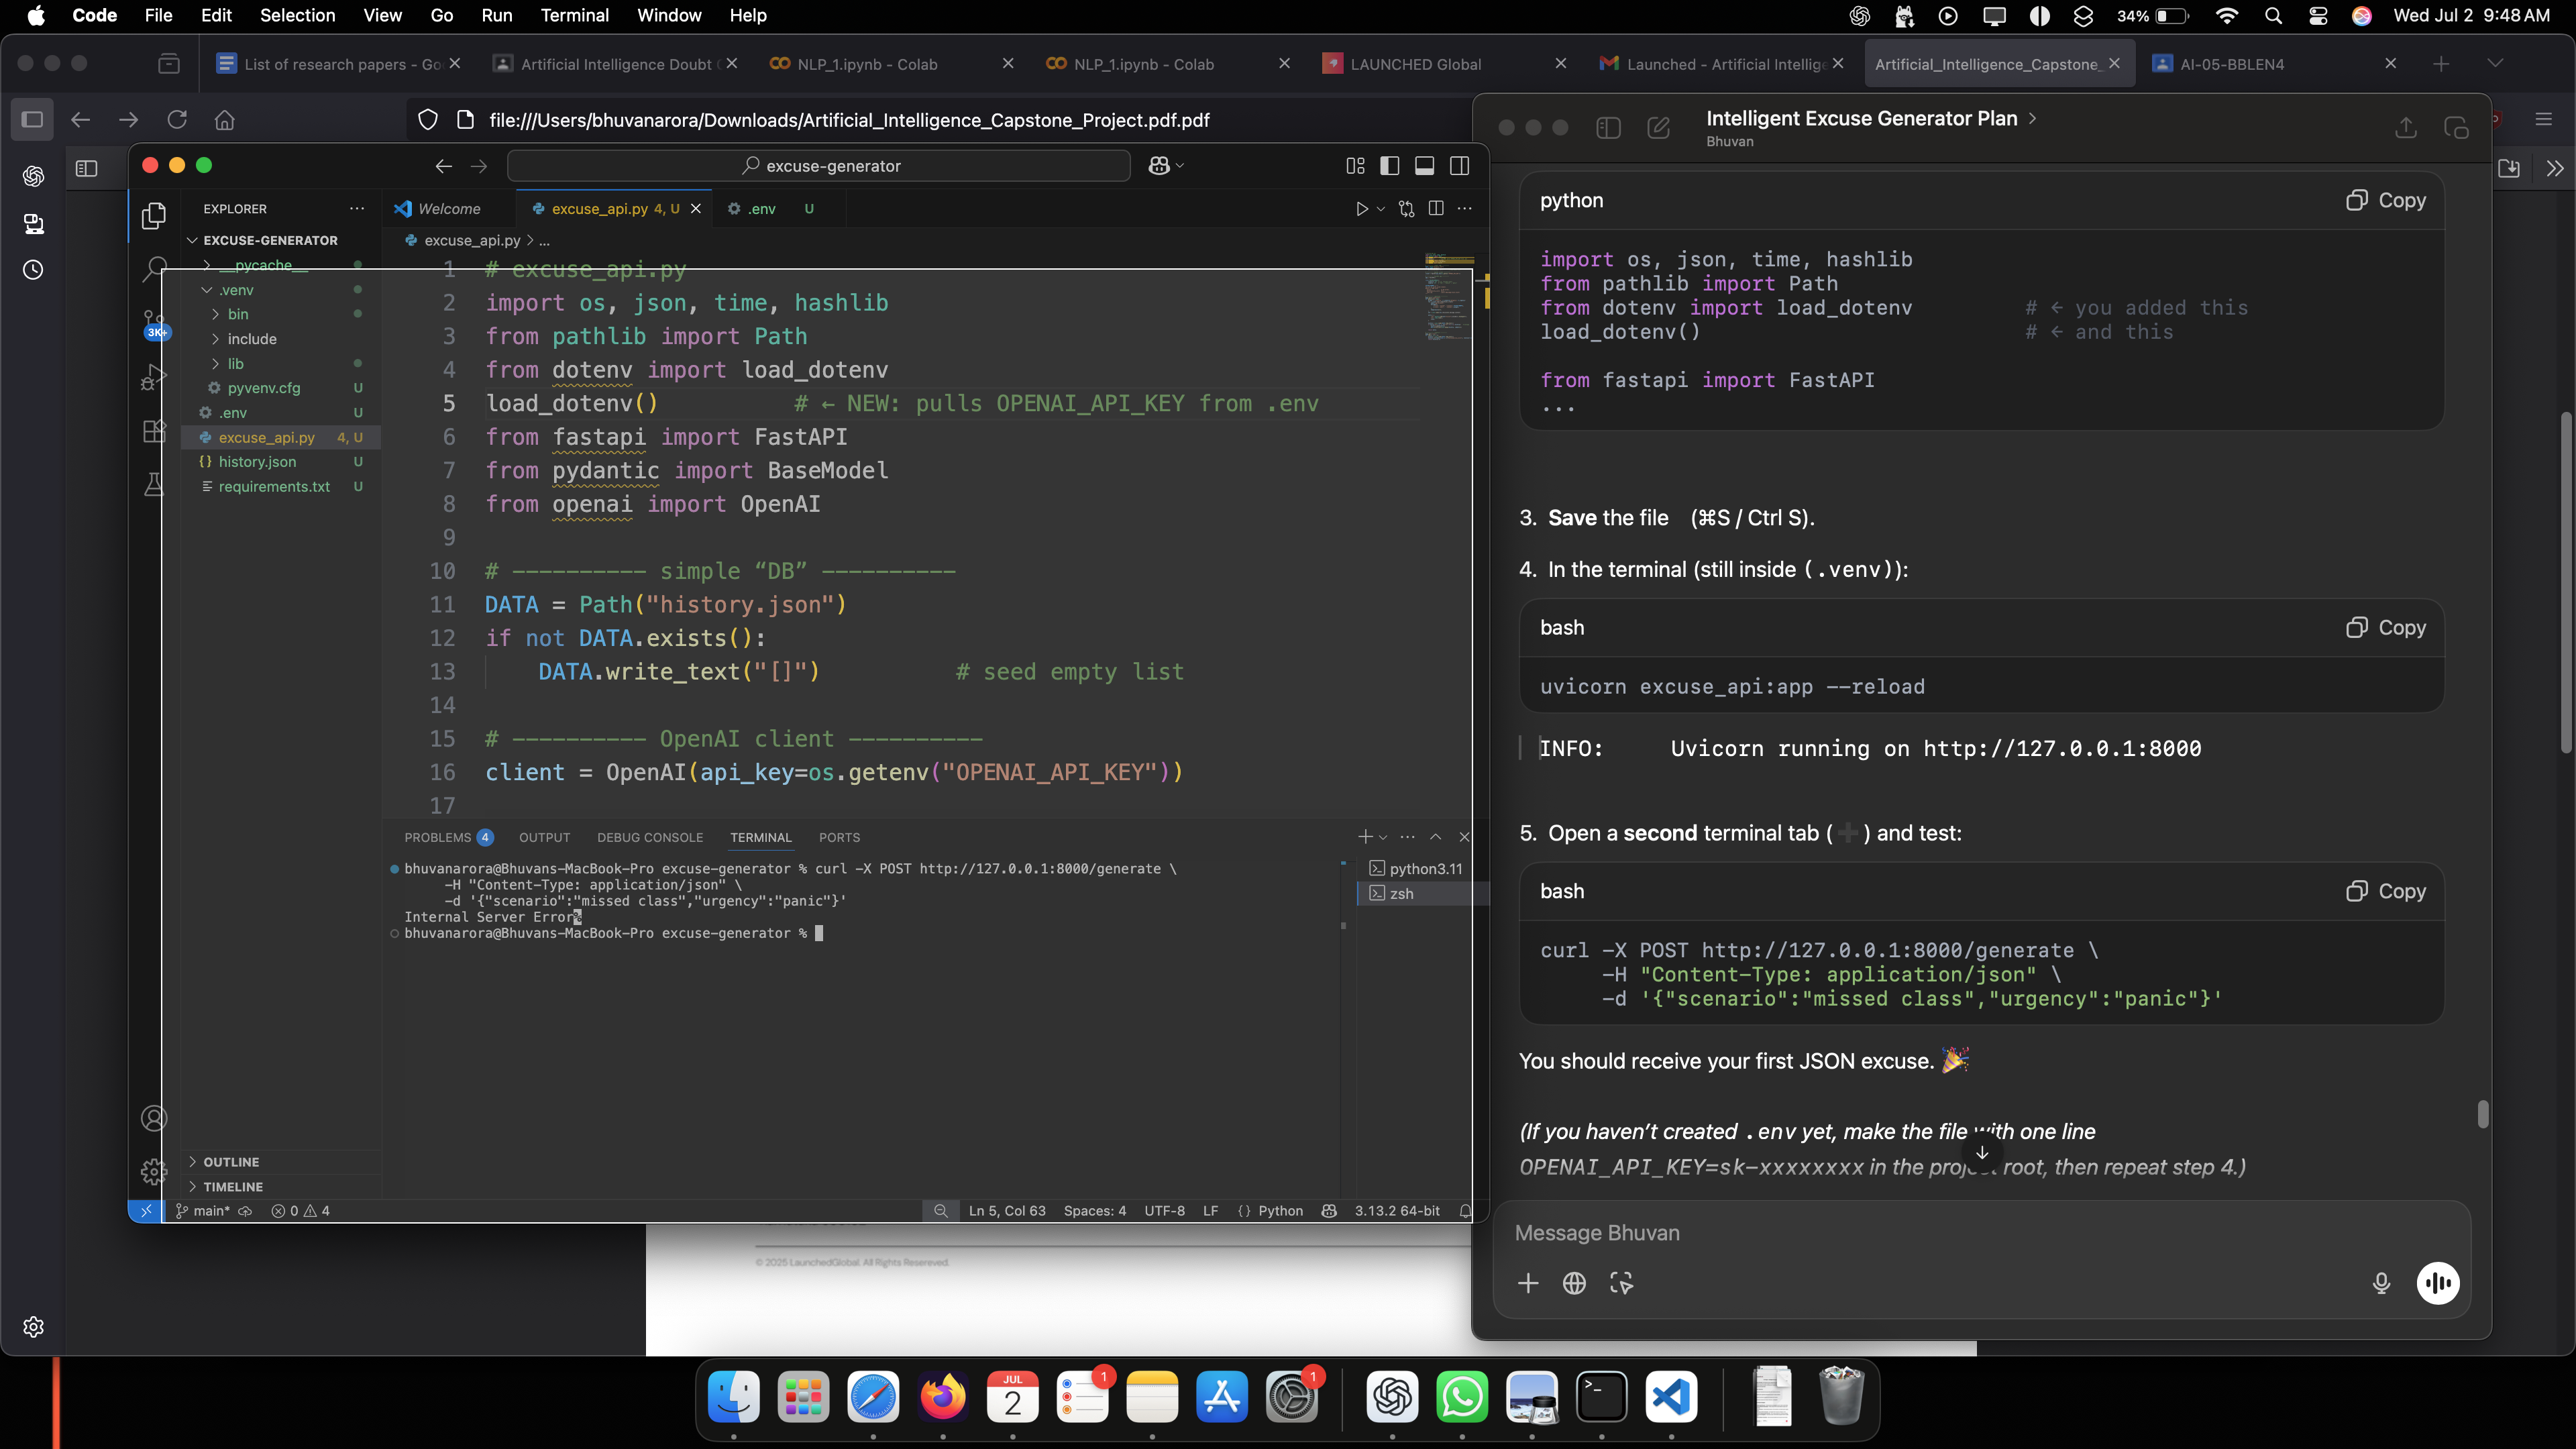 Code File Edit Selection View Go Run Terminal Window Help
34% Wed Jul 2 9:48 AM
List of research papers - Go
Artificial Intelligence Doubt
NLP_1.ipynb - Colab
NLP_1.ipynb - Colab
LAUNCHED Global
Launched - Artificial Intellige
Artificial_Intelligence_Capstone_
AI-05-BBLEN4
file:///Users/bhuvanarora/Downloads/Artificial_Intelligence_Capstone_Project.pdf.pdf
excuse-generator
EXPLORER
EXCUSE-GENERATOR
__pycache__
.venv
bin
include
lib
pyvenv.cfg U
.env U
excuse_api.py 4, U
history.json U
requirements.txt U
3K+
OUTLINE
TIMELINE
Welcome
excuse_api.py 4, U
.env U
excuse_api.py > ...
1 # excuse_api.py
2 import os, json, time, hashlib
3 from pathlib import Path
4 from dotenv import load_dotenv
5 load_dotenv() # ← NEW: pulls OPENAI_API_KEY from .env
6 from fastapi import FastAPI
7 from pydantic import BaseModel
8 from openai import OpenAI
9
10 # ---------- simple “DB” ----------
11 DATA = Path("history.json")
12 if not DATA.exists():
13 DATA.write_text("[]") # seed empty list
14
15 # ---------- OpenAI client ----------
16 client = OpenAI(api_key=os.getenv("OPENAI_API_KEY"))
17
PROBLEMS 4 OUTPUT DEBUG CONSOLE TERMINAL PORTS
bhuvanarora@Bhuvans-MacBook-Pro excuse-generator % curl -X POST http://127.0.0.1:8000/generate \
-H "Content-Type: application/json" \
-d '{"scenario":"missed class","urgency":"panic"}'
Internal Server Error%
bhuvanarora@Bhuvans-MacBook-Pro excuse-generator %
python3.11
zsh
main* 0 4
Ln 5, Col 63 Spaces: 4 UTF-8 LF {} Python 3.13.2 64-bit
© 2025 LaunchedGlobal. All Rights Resereved.
Intelligent Excuse Generator Plan >
Bhuvan
python Copy
import os, json, time, hashlib
from pathlib import Path
from dotenv import load_dotenv # ← you added this
load_dotenv() # ← and this
from fastapi import FastAPI
...
3. Save the file (⌘S / Ctrl S).
4. In the terminal (still inside (.venv)):
bash Copy
uvicorn excuse_api:app --reload
INFO: Uvicorn running on http://127.0.0.1:8000
5. Open a second terminal tab (➕) and test:
bash Copy
curl -X POST http://127.0.0.1:8000/generate \
-H "Content-Type: application/json" \
-d '{"scenario":"missed class","urgency":"panic"}'
You should receive your first JSON excuse. 🎉
(If you haven’t created .env yet, make the file with one line
OPENAI_API_KEY=sk-xxxxxxxx in the project root, then repeat step 4.)
Message Bhuvan
JUL
2
1
1